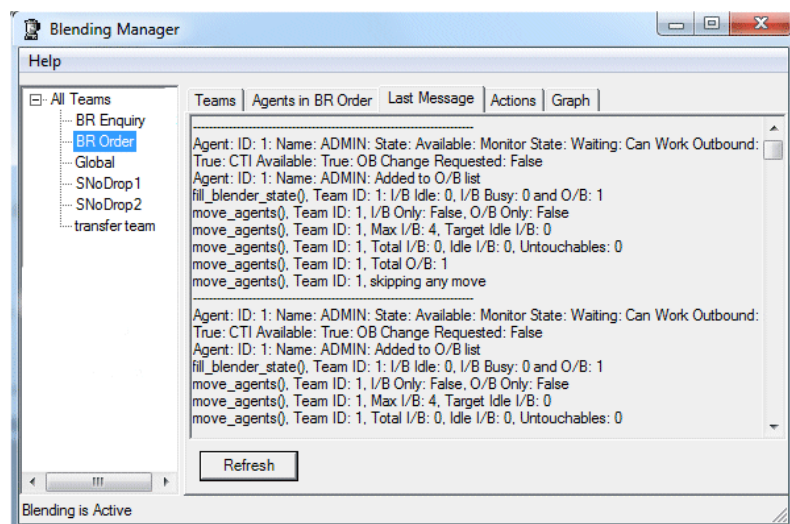 Blending Manager
Help
All Teams
BR Enquiry
BR Order
Global
SNoDrop1
SNoDrop2
transfer team
Teams
Agents in BR Order
Last Message
Actions
Graph
Agent: ID: 1: Name: ADMIN: State: Available: Monitor State: Waiting: Can Work Outbound:
True: CTI Available: True: OB Change Requested: False
Agent: ID: 1: Name: ADMIN: Added to O/B list
fill_blender_state(), Team ID: 1: I/B Idle: 0, I/B Busy: 0 and O/B: 1
move_agents(), Team ID: 1, I/B Only: False, O/B Only: False
move_agents(), Team ID: 1, Max I/B: 4, Target Idle I/B: 0
move_agents(), Team ID: 1, Total I/B: 0, Idle I/B: 0, Untouchables: 0
move_agents(), Team ID: 1, Total O/B: 1
move_agents(), Team ID: 1, skipping any move
Agent: ID: 1: Name: ADMIN: State: Available: Monitor State: Waiting: Can Work Outbound:
True: CTI Available: True: OB Change Requested: False
Agent: ID: 1: Name: ADMIN: Added to O/B list
fill_blender_state(), Team ID: 1: I/B Idle: 0, I/B Busy: 0 and O/B: 1
move_agents(), Team ID: 1, I/B Only: False, O/B Only: False
move_agents(), Team ID: 1, Max I/B: 4, Target Idle I/B: 0
move_agents(), Team ID: 1, Total I/B: 0, Idle I/B: 0, Untouchables: 0
Refresh
Blending is Active